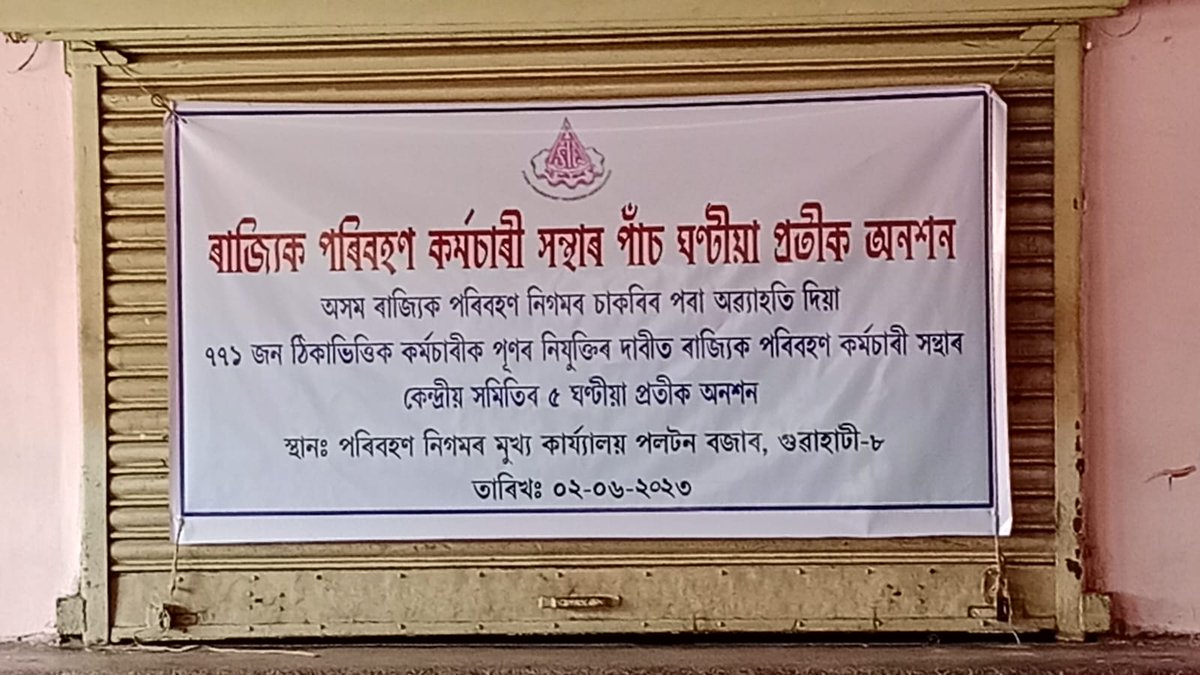 ৰাজ্যিক পৰিবহণ কৰ্মচাৰী সন্থাৰ পাঁচ ঘণ্টীয়া প্ৰতীক অনশন
অসম ৰাজ্যিক পৰিবহণ নিগমৰ চাকৰিৰ পৰা অৱ্যাহতি দিয়া
৭৭১ জন ঠিকাভিত্তিক কৰ্মচাৰীক পূণৰ নিযুক্তিৰ দাবীত ৰাজ্যিক পৰিবহণ কৰ্মচাৰী সন্থাৰ
কেন্দ্ৰীয় সমিতিৰ ৫ ঘণ্টীয়া প্ৰতীক অনশন
স্থানঃ পৰিবহণ নিগমৰ মুখ্য কাৰ্য্যালয় পলটন বজাৰ, গুৱাহাটী-৮
তাৰিখঃ ০২-০৬-২০২৩